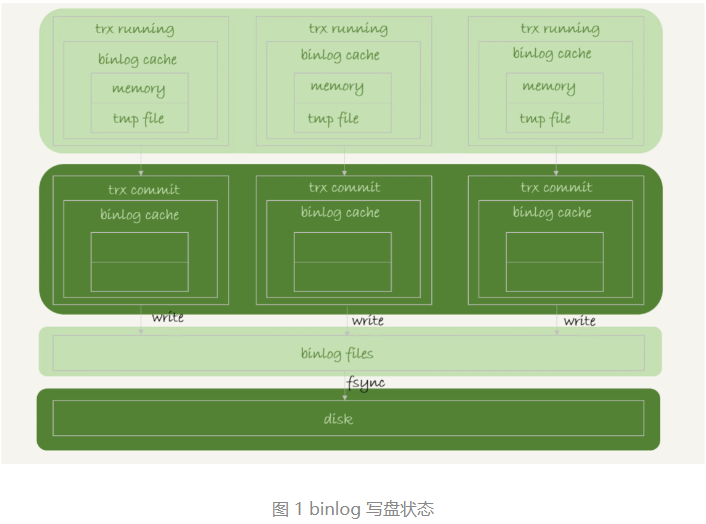 trx running trx running trx running
binlog cache binlog cache binlog cache
memory memory memory
tmp file tmp file tmp file
trx commit trx commit trx commit
binlog cache binlog cache binlog cache
write write write
binlog files
fsync
disk
图 1 binlog 写盘状态